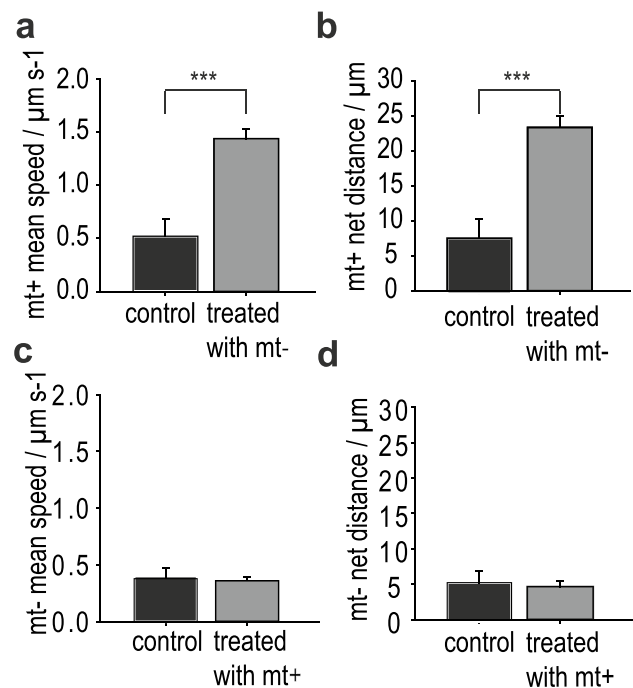 a
mt+ mean speed / µm s-1
2.0
1.5
1.0
0.5
0.0
***
control
treated
with mt-
b
mt+ net distance / µm
30
25
20
15
10
5
0
***
control
treated
with mt-
c
mt- mean speed / µm s-1
2.0
1.5
1.0
0.5
0.0
control
treated
with mt+
d
mt- net distance / µm
30
25
20
15
10
5
0
control
treated
with mt+